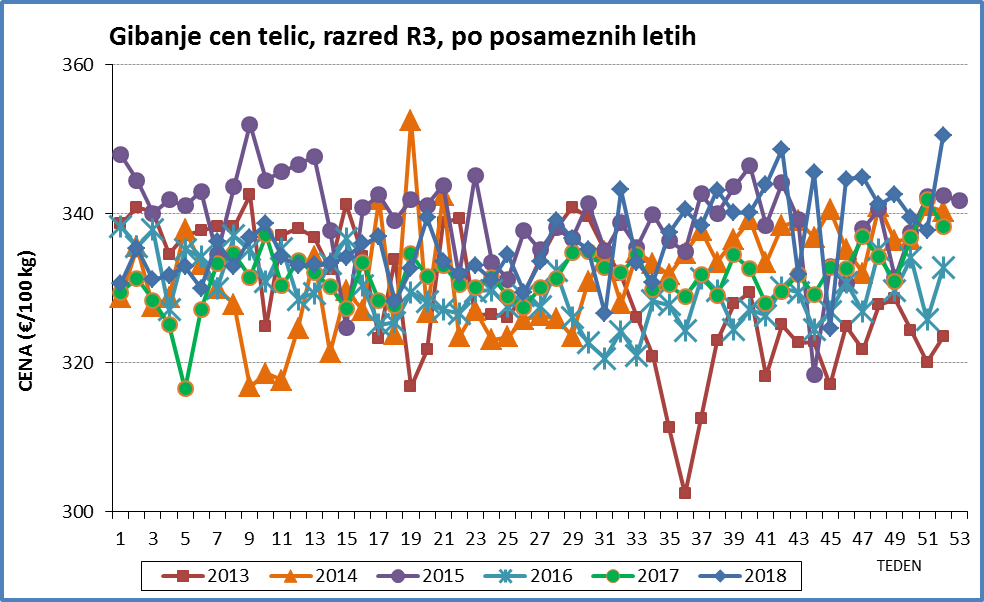 Gibanje cen telic, razred R3, po posameznih letih
CENA (€/100 kg)
360
340
320
300
1 3 5 7 9 11 13 15 17 19 21 23 25 27 29 31 33 35 37 39 41 43 45 47 49 51 53
TEDEN
2013 2014 2015 2016 2017 2018